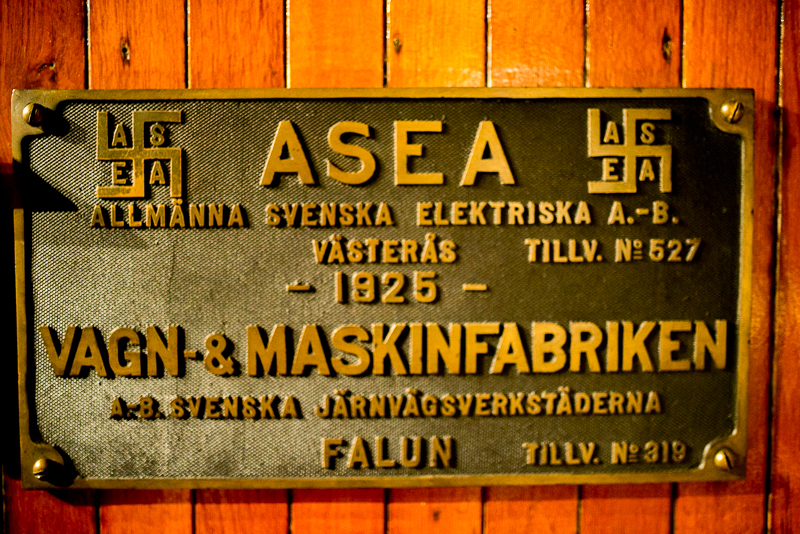 AS
EA
ASEA
AS
EA
ALLMÄNNA SVENSKA ELEKTRISKA A.-B.
VÄSTERÅS TILLV. Nº 527
- 1925 -
VAGN- & MASKINFABRIKEN
A.-B. SVENSKA JÄRNVÄGSVERKSTÄDERNA
FALUN TILLV. Nº 319